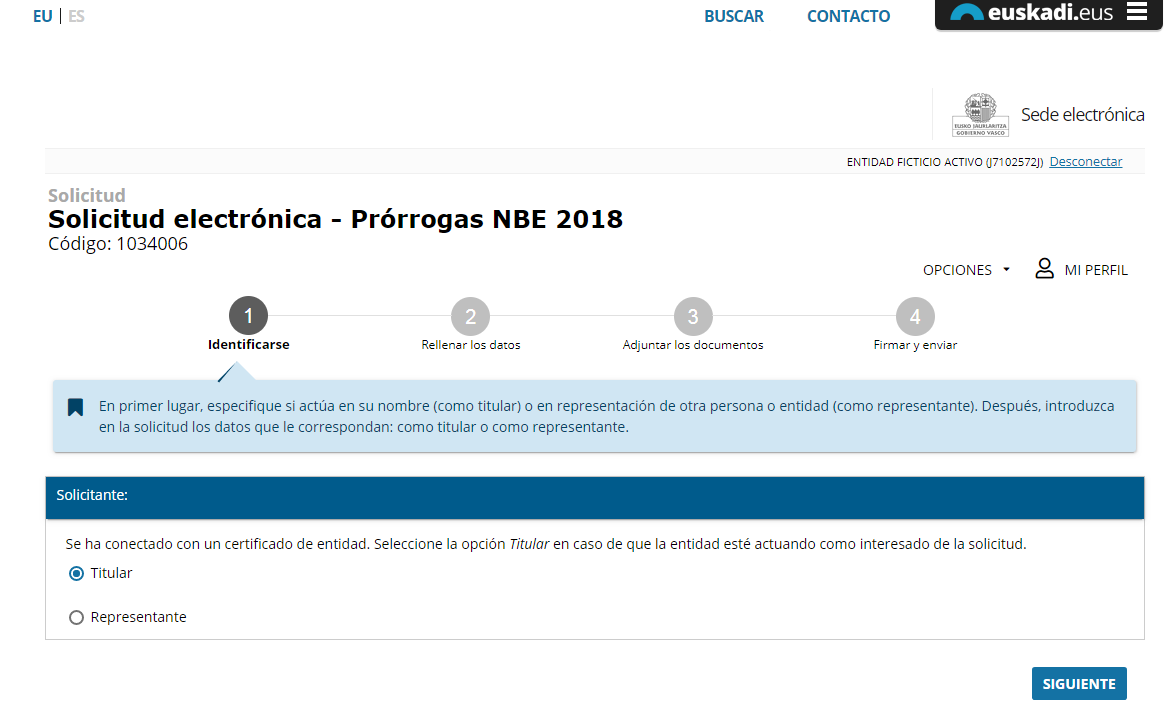 EU | ES
BUSCAR
CONTACTO
euskadi.eus
EUSKO JAURLARITZA
GOBIERNO VASCO
Sede electrónica
ENTIDAD FICTICIO ACTIVO (J7102572J) Desconectar
Solicitud
Solicitud electrónica - Prórrogas NBE 2018
Código: 1034006
OPCIONES
MI PERFIL
1
2
3
4
Identificarse
Rellenar los datos
Adjuntar los documentos
Firmar y enviar
En primer lugar, especifique si actúa en su nombre (como titular) o en representación de otra persona o entidad (como representante). Después, introduzca
en la solicitud los datos que le correspondan: como titular o como representante.
Solicitante:
Se ha conectado con un certificado de entidad. Seleccione la opción Titular en caso de que la entidad esté actuando como interesado de la solicitud.
Titular
Representante
SIGUIENTE